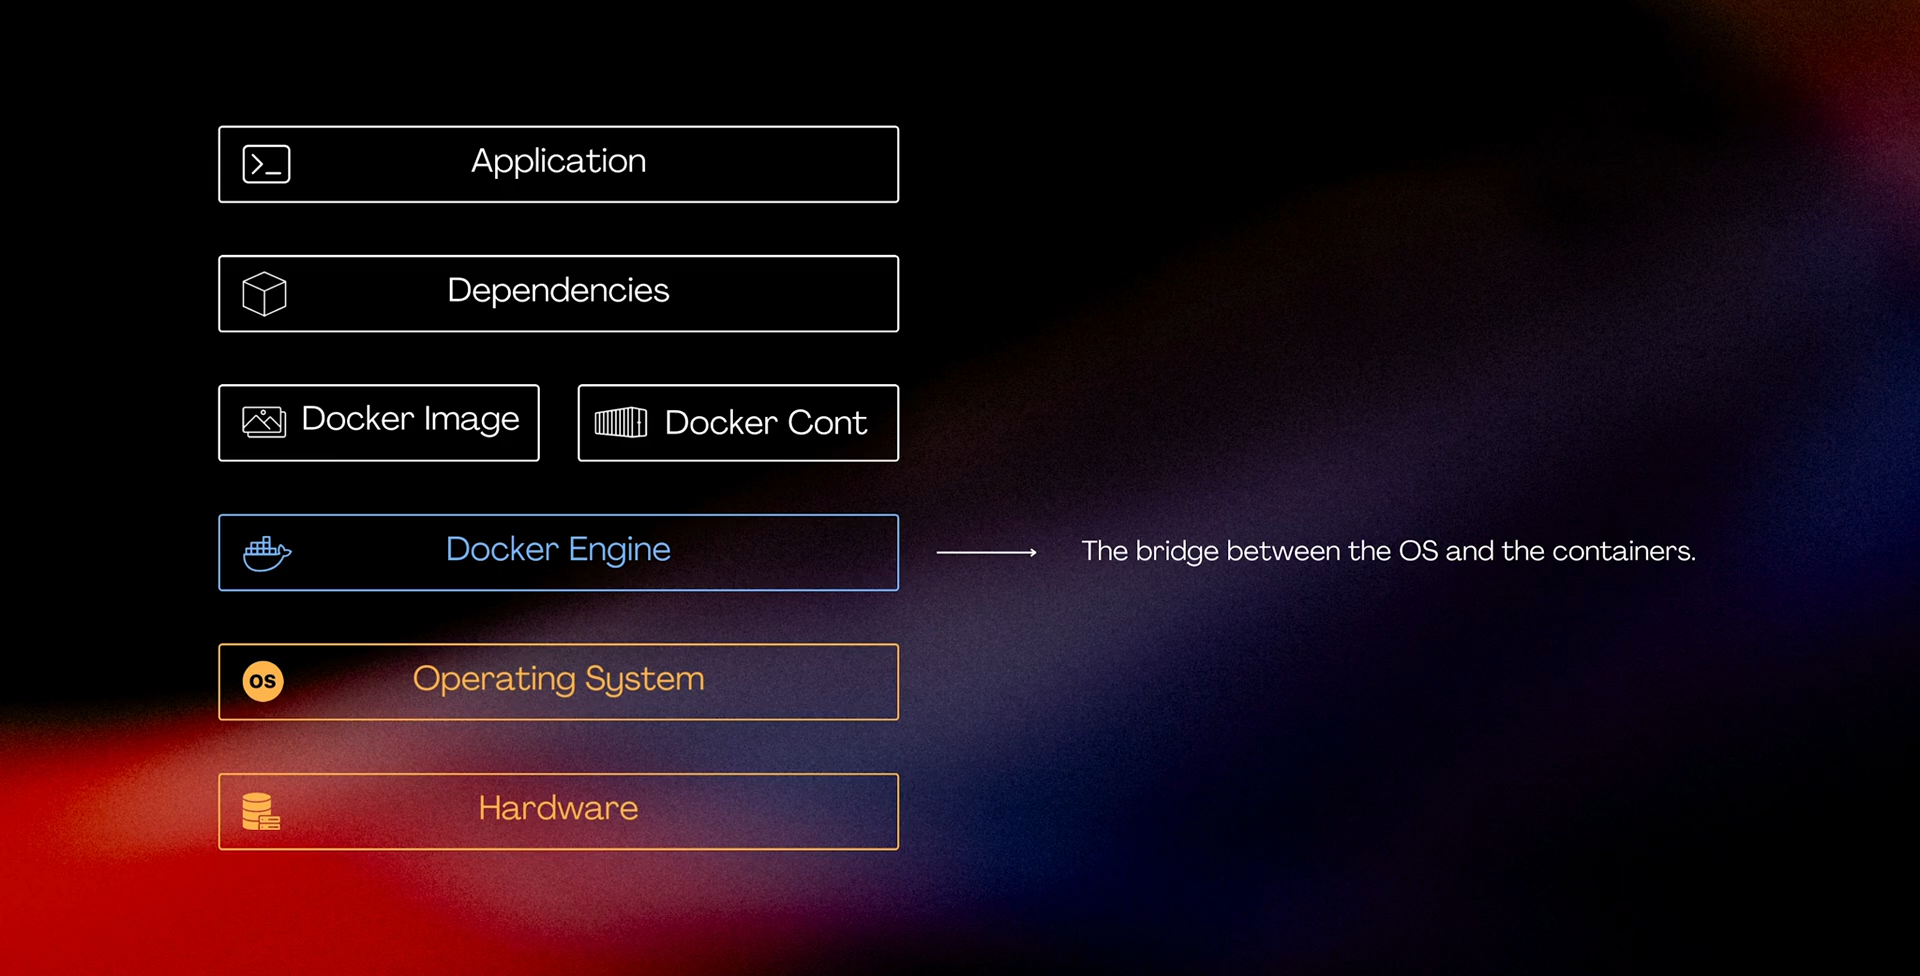 Application
Dependencies
Docker Image
Docker Cont
Docker Engine
The bridge between the OS and the containers.
OS
Operating System
Hardware